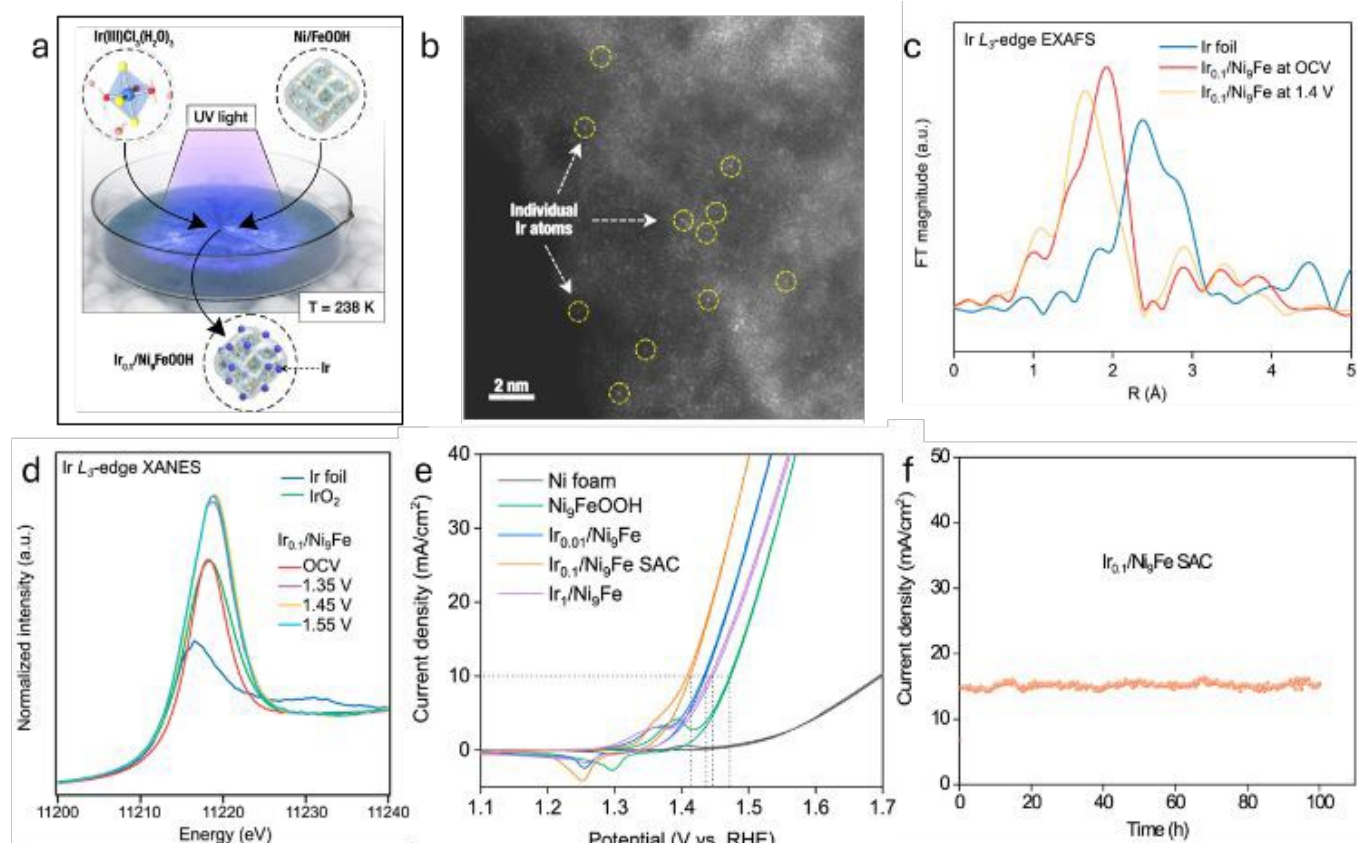 a
Ir(III)Cl₃(H₂O)₃
Ni/FeOOH
UV light
T = 238 K
Ir₀.₁/Ni₉FeOOH
Ir
b
Individual
Ir atoms
2 nm
c
Ir L₃-edge EXAFS
Ir foil
Ir₀.₁/Ni₉Fe at OCV
Ir₀.₁/Ni₉Fe at 1.4 V
FT magnitude (a.u.)
0 1 2 3 4 5
R (Å)
d
Ir L₃-edge XANES
Ir foil
IrO₂
Ir₀.₁/Ni₉Fe
OCV
1.35 V
1.45 V
1.55 V
Normalized intensity (a.u.)
11200 11210 11220 11230 11240
Energy (eV)
e
Ni foam
Ni₉FeOOH
Ir₀.₀₁/Ni₉Fe
Ir₀.₁/Ni₉Fe SAC
Ir₁/Ni₉Fe
Current density (mA/cm²)
40
30
20
10
0
1.1 1.2 1.3 1.4 1.5 1.6 1.7
Potential (V vs. RHE)
f
Ir₀.₁/Ni₉Fe SAC
Current density (mA/cm²)
50
40
30
20
10
0
0 20 40 60 80 100
Time (h)